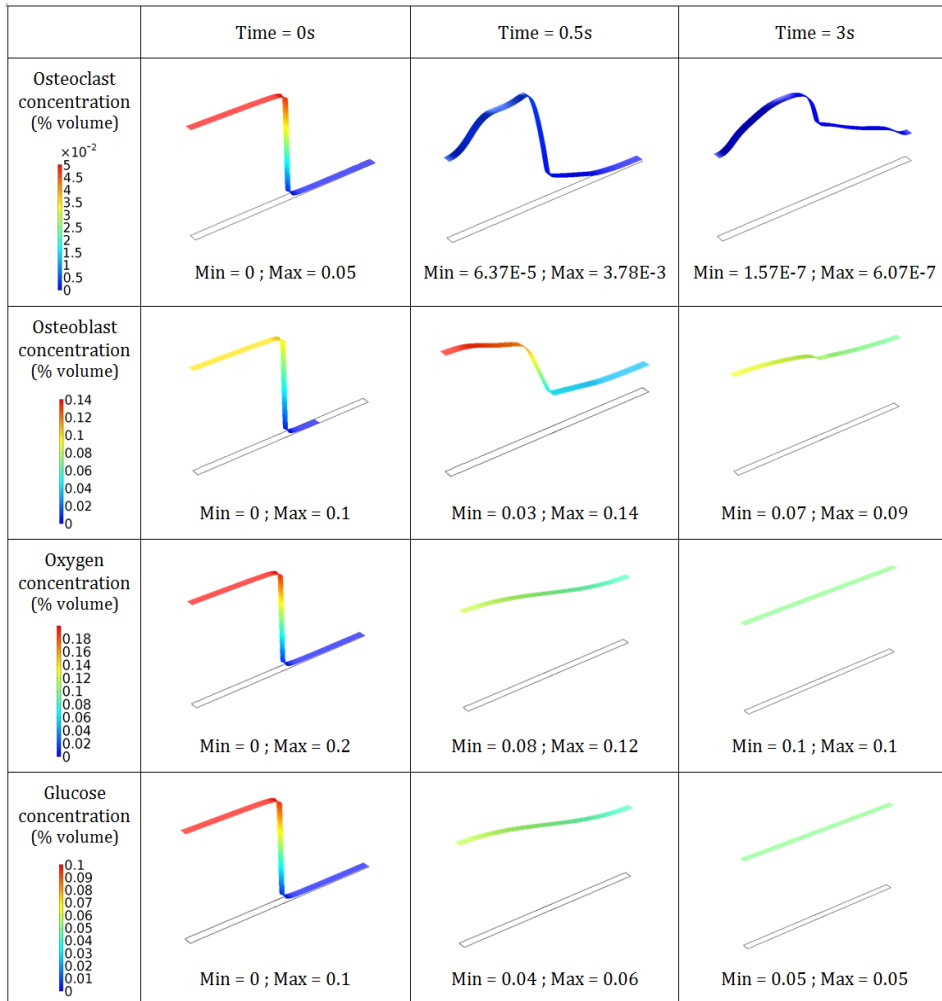 Time = 0s
Time = 0.5s
Time = 3s
Osteoclast
concentration
(% volume)
×10⁻²
5
4.5
4
3.5
3
2.5
2
1.5
1
0.5
0
Min = 0 ; Max = 0.05
Min = 6.37E-5 ; Max = 3.78E-3
Min = 1.57E-7 ; Max = 6.07E-7
Osteoblast
concentration
(% volume)
0.14
0.12
0.1
0.08
0.06
0.04
0.02
0
Min = 0 ; Max = 0.1
Min = 0.03 ; Max = 0.14
Min = 0.07 ; Max = 0.09
Oxygen
concentration
(% volume)
0.18
0.16
0.14
0.12
0.1
0.08
0.06
0.04
0.02
0
Min = 0 ; Max = 0.2
Min = 0.08 ; Max = 0.12
Min = 0.1 ; Max = 0.1
Glucose
concentration
(% volume)
0.1
0.09
0.08
0.07
0.06
0.05
0.04
0.03
0.02
0.01
0
Min = 0 ; Max = 0.1
Min = 0.04 ; Max = 0.06
Min = 0.05 ; Max = 0.05